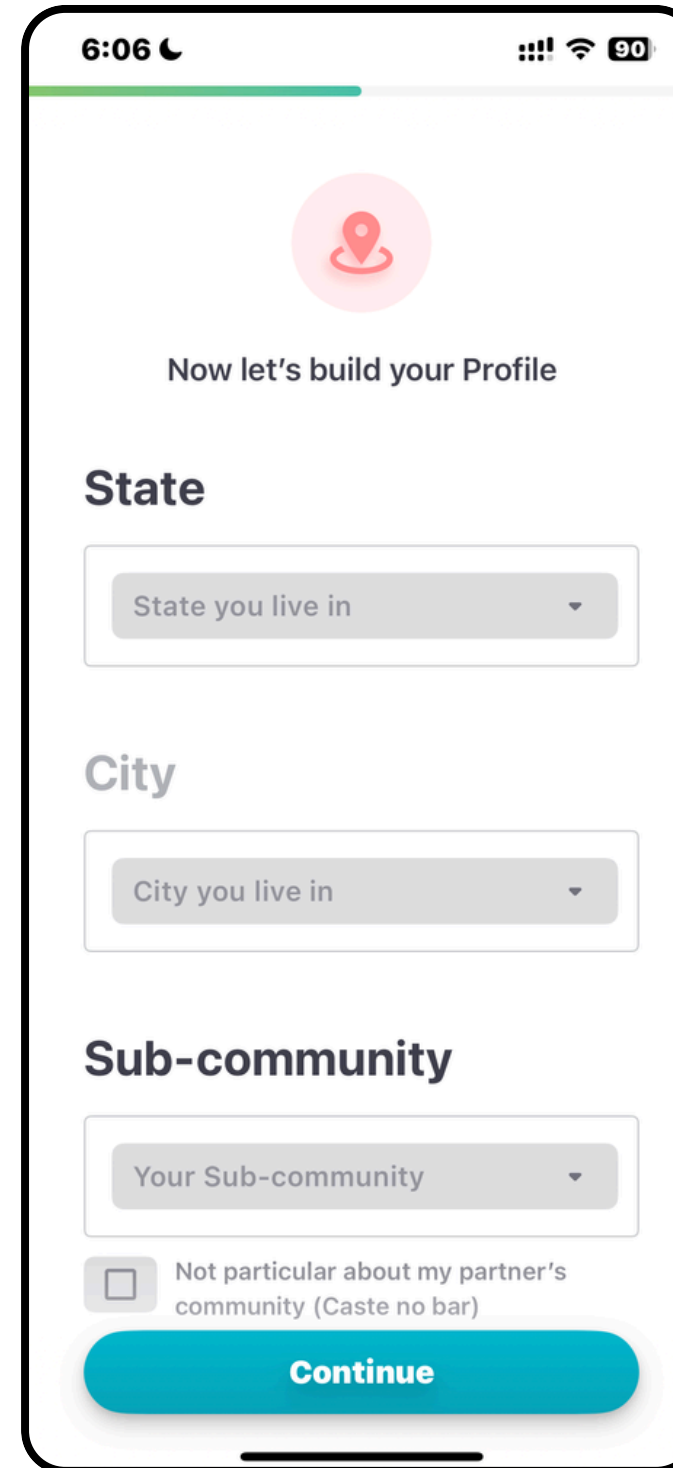 6:06
90
Now let's build your Profile
State
State you live in
City
City you live in
Sub-community
Your Sub-community
Not particular about my partner's
community (Caste no bar)
Continue